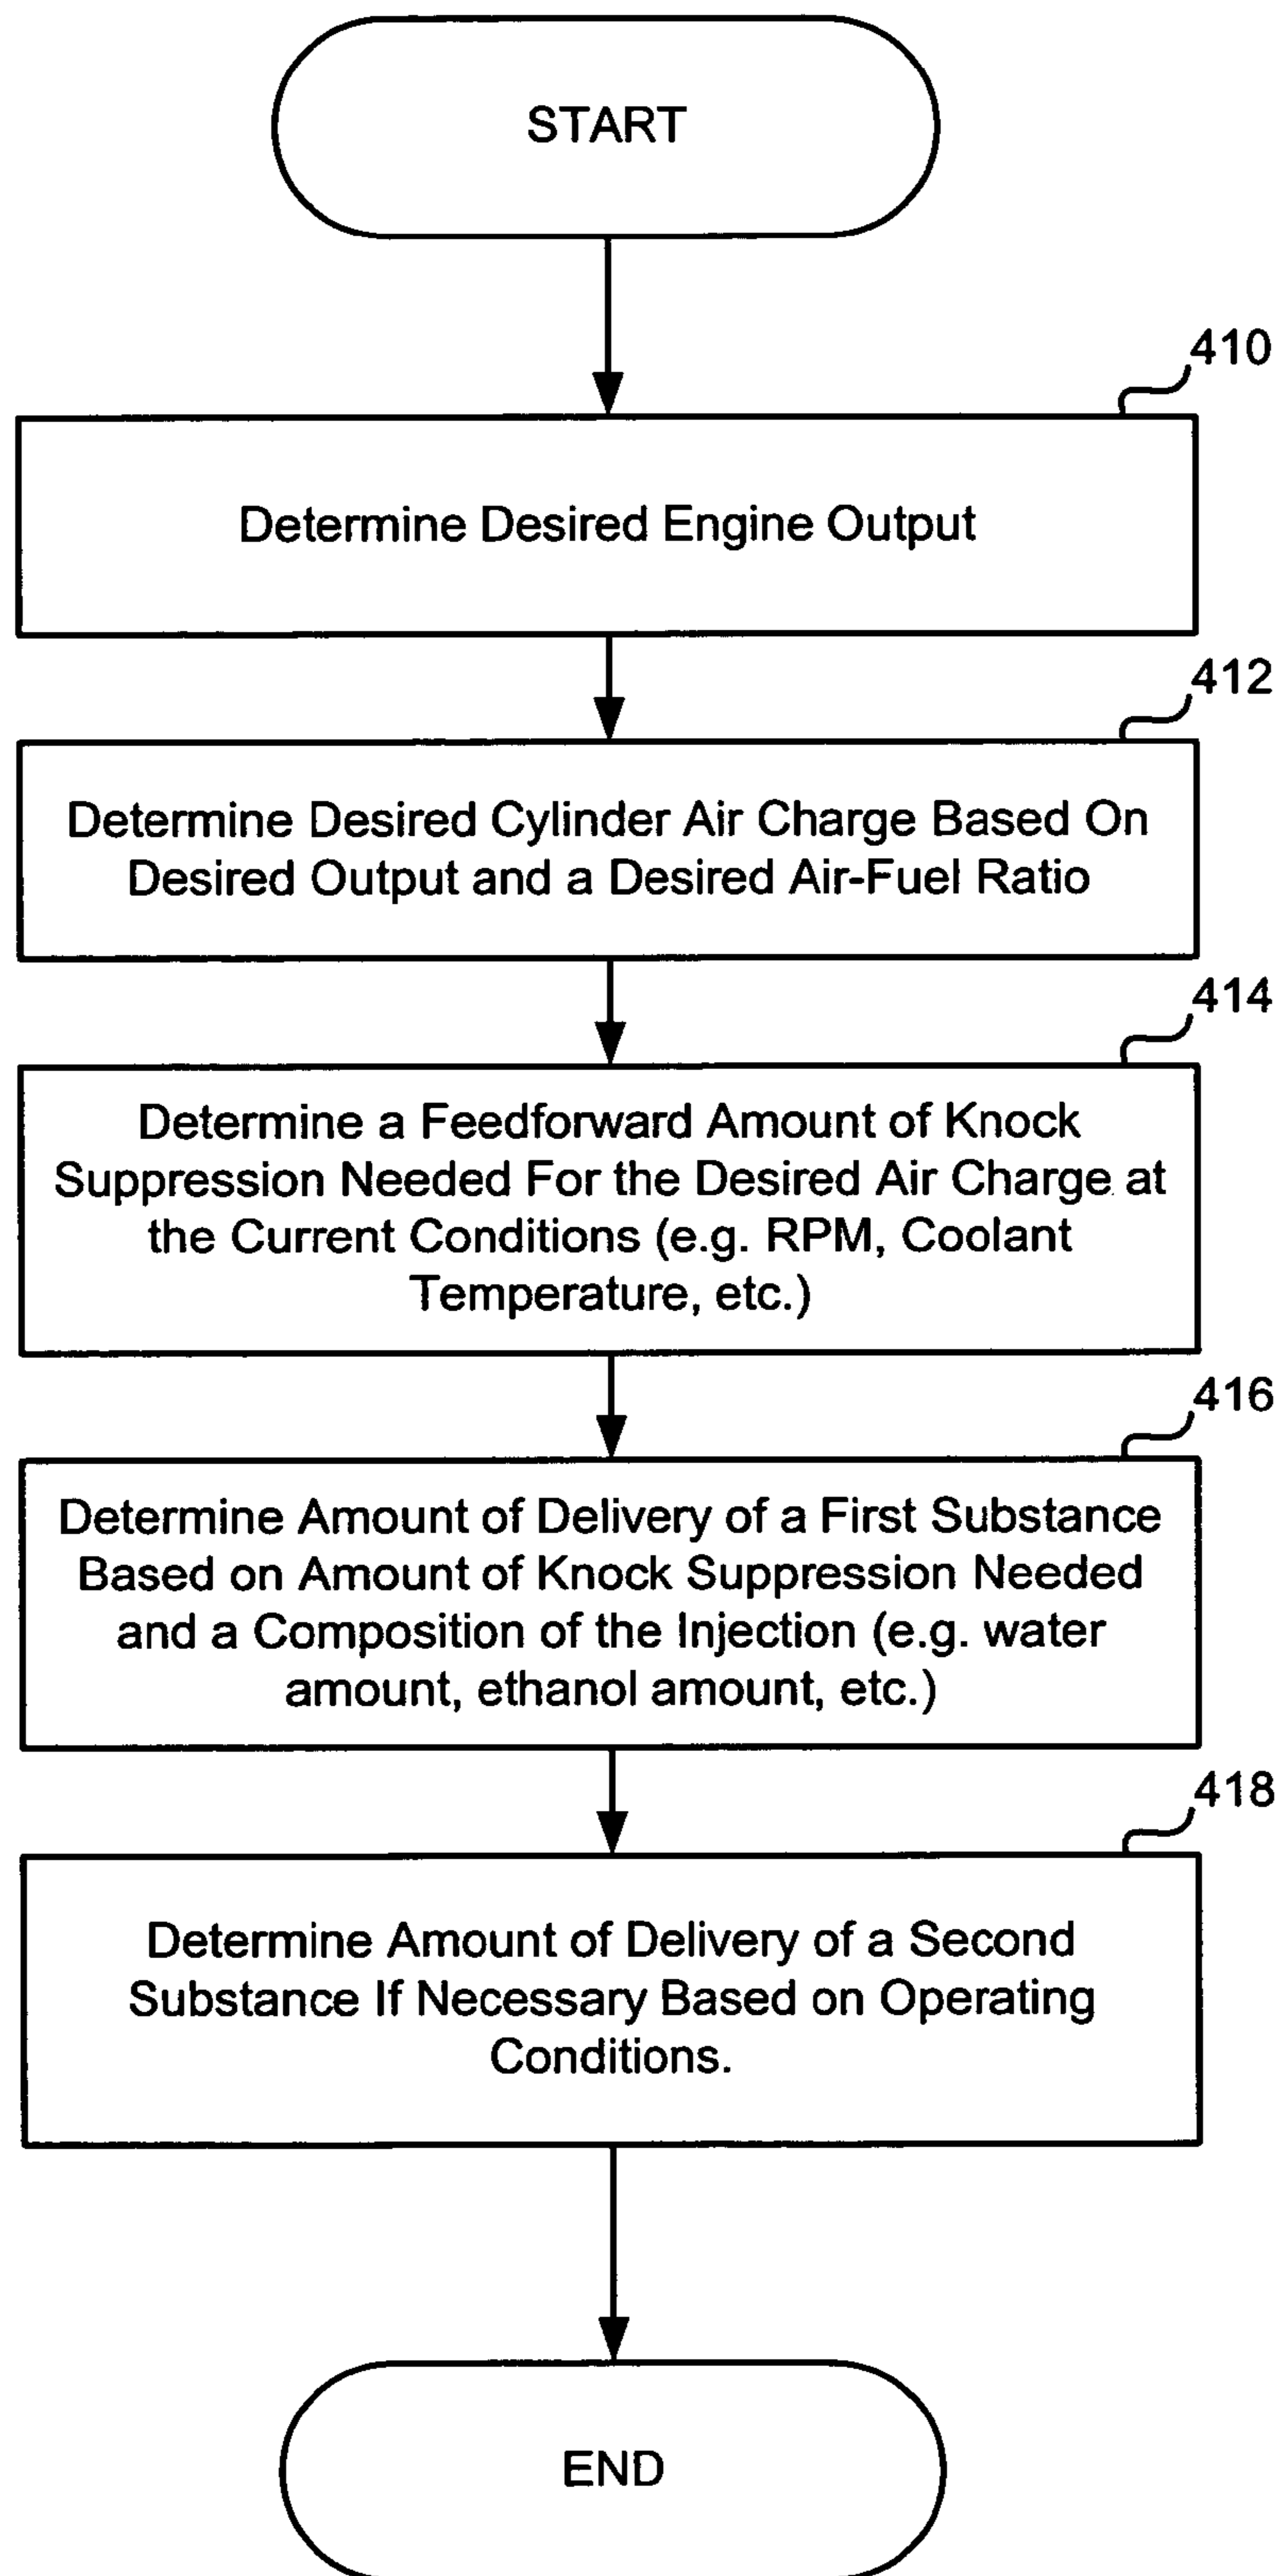 START
410
Determine Desired Engine Output
412
Determine Desired Cylinder Air Charge Based On
Desired Output and a Desired Air-Fuel Ratio
414
Determine a Feedforward Amount of Knock
Suppression Needed For the Desired Air Charge at
the Current Conditions (e.g. RPM, Coolant
Temperature, etc.)
416
Determine Amount of Delivery of a First Substance
Based on Amount of Knock Suppression Needed
and a Composition of the Injection (e.g. water
amount, ethanol amount, etc.)
418
Determine Amount of Delivery of a Second
Substance If Necessary Based on Operating
Conditions.
END